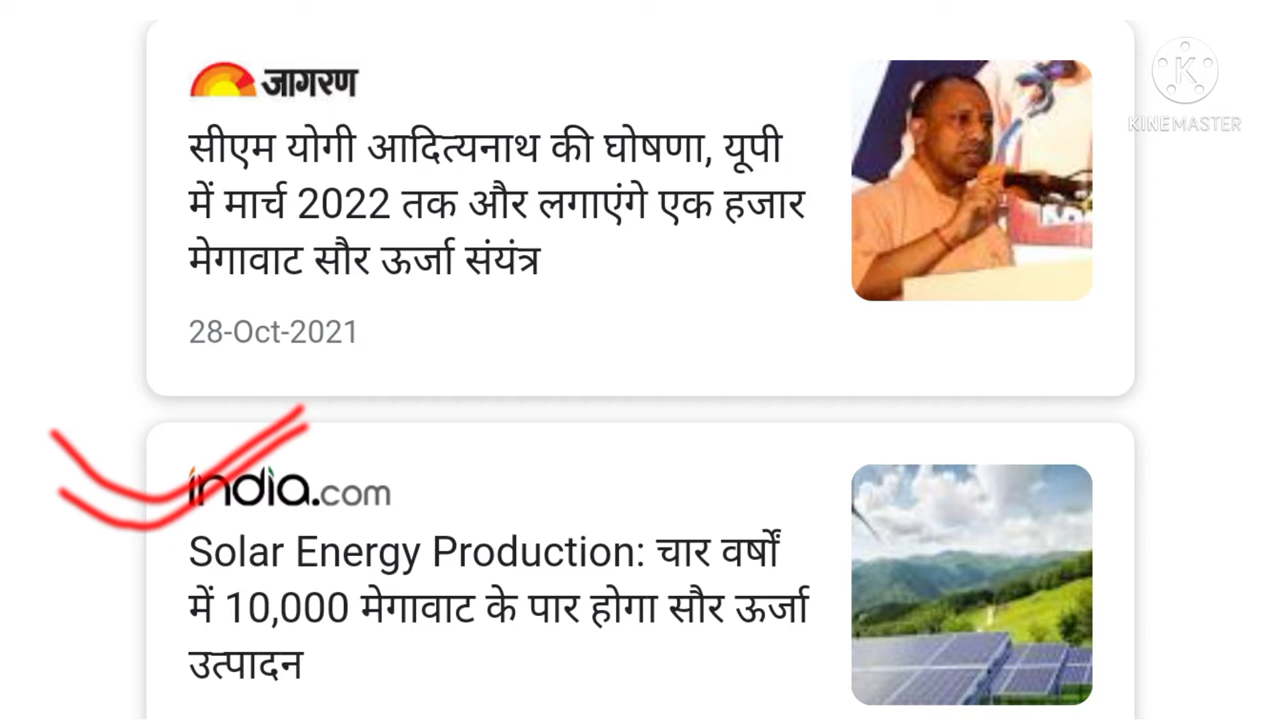 जागरण
सीएम योगी आदित्यनाथ की घोषणा, यूपी
में मार्च 2022 तक और लगाएंगे एक हजार
मेगावाट सौर ऊर्जा संयंत्र
28-Oct-2021
K
KINEMASTER
india.com
Solar Energy Production: चार वर्षों
में 10,000 मेगावाट के पार होगा सौर ऊर्जा
उत्पादन